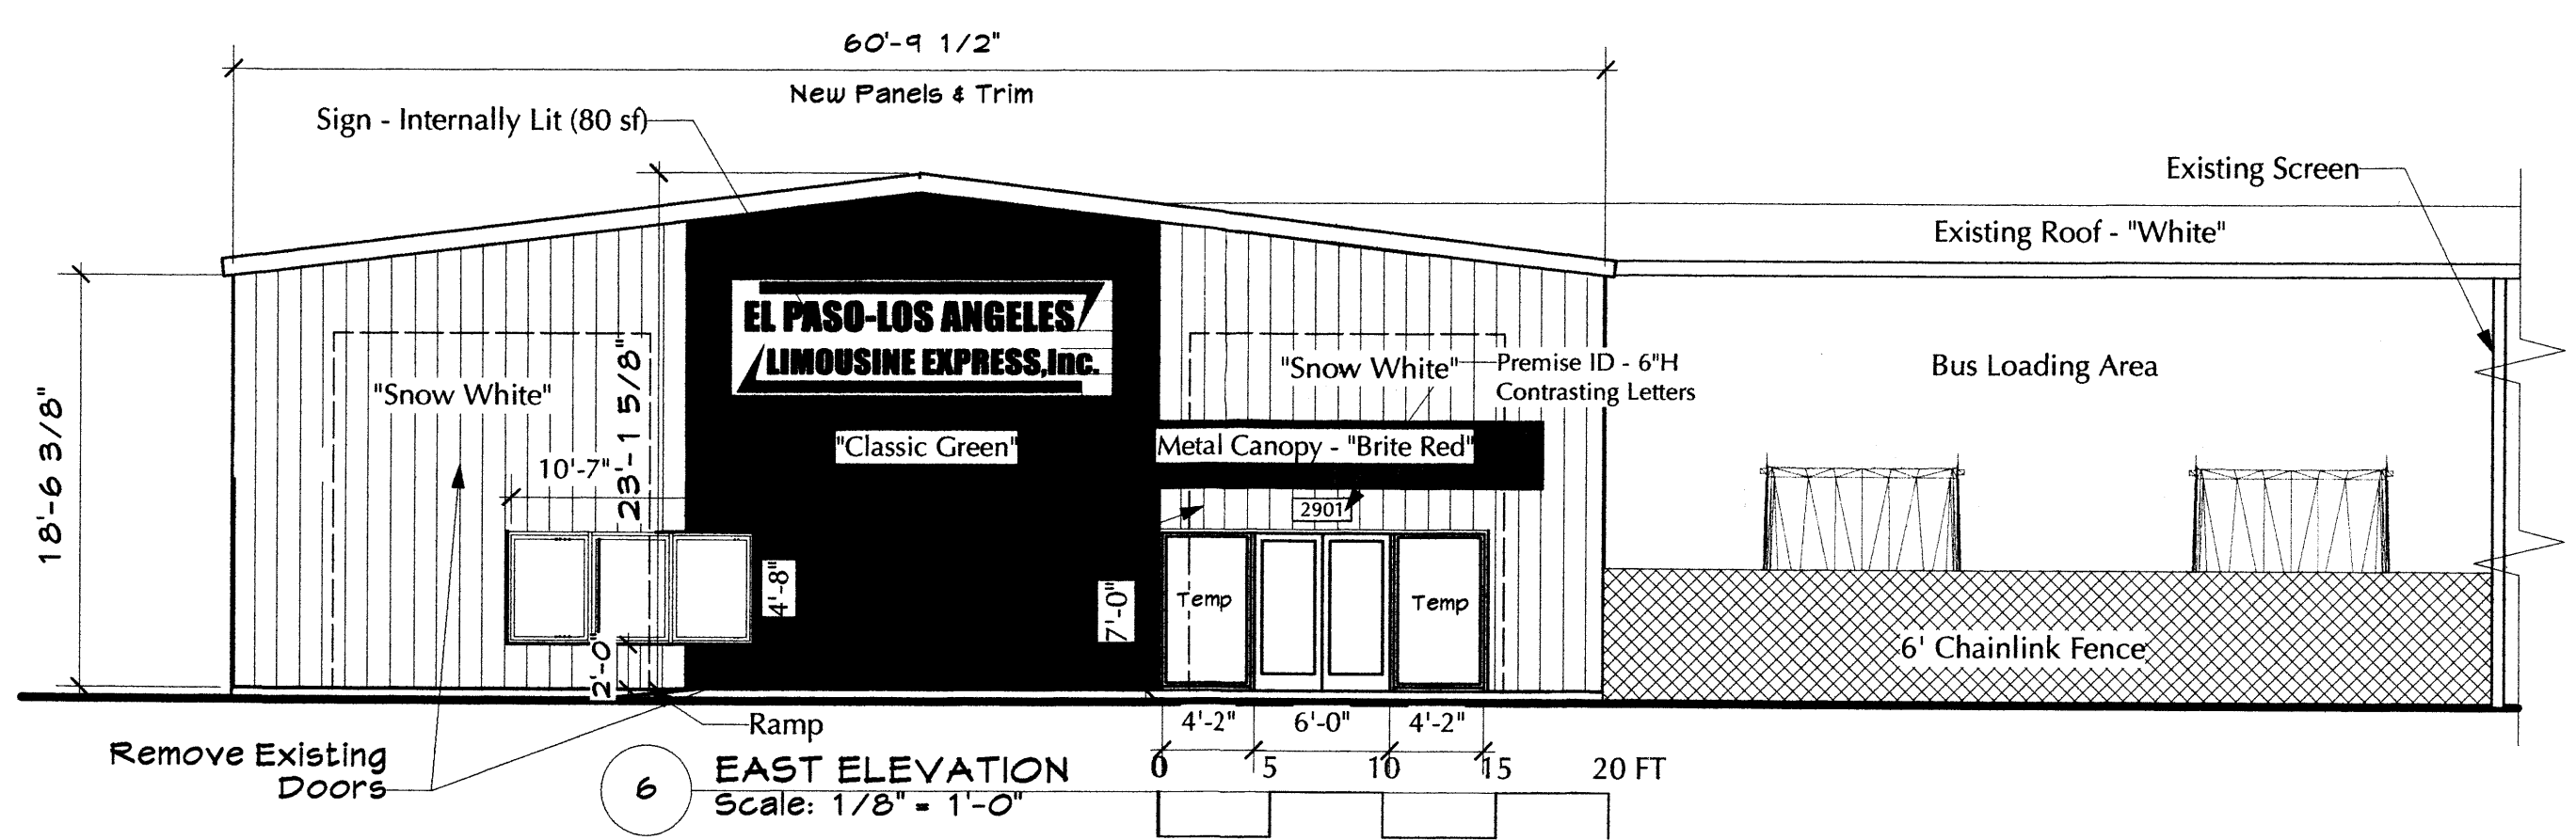 60'-9 1/2"
New Panels & Trim
Sign - Internally Lit (80 sf)
Existing Screen
Existing Roof - "White"
EL PASO-LOS ANGELES
LIMOUSINE EXPRESS,Inc.
"Snow White"
"Snow White"
Premise ID - 6"H
Contrasting Letters
Bus Loading Area
18'-6 3/8"
23'-1 5/8"
"Classic Green"
Metal Canopy - "Brite Red"
10'-7"
2901
4'-8"
7'-0"
Temp
Temp
2'-0"
6' Chainlink Fence
Ramp
4'-2"
6'-0"
4'-2"
Remove Existing
Doors
6
EAST ELEVATION
Scale: 1/8" = 1'-0"
0 5 10 15 20 FT